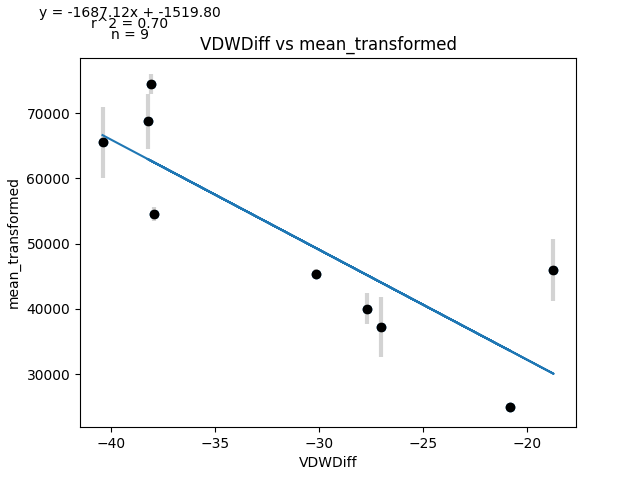 y = -1687.12x + -1519.80
r^2 = 0.70
n = 9
VDWDiff vs mean_transformed
70000
60000
50000
40000
30000
mean_transformed
−40
−35
−30
−25
−20
VDWDiff